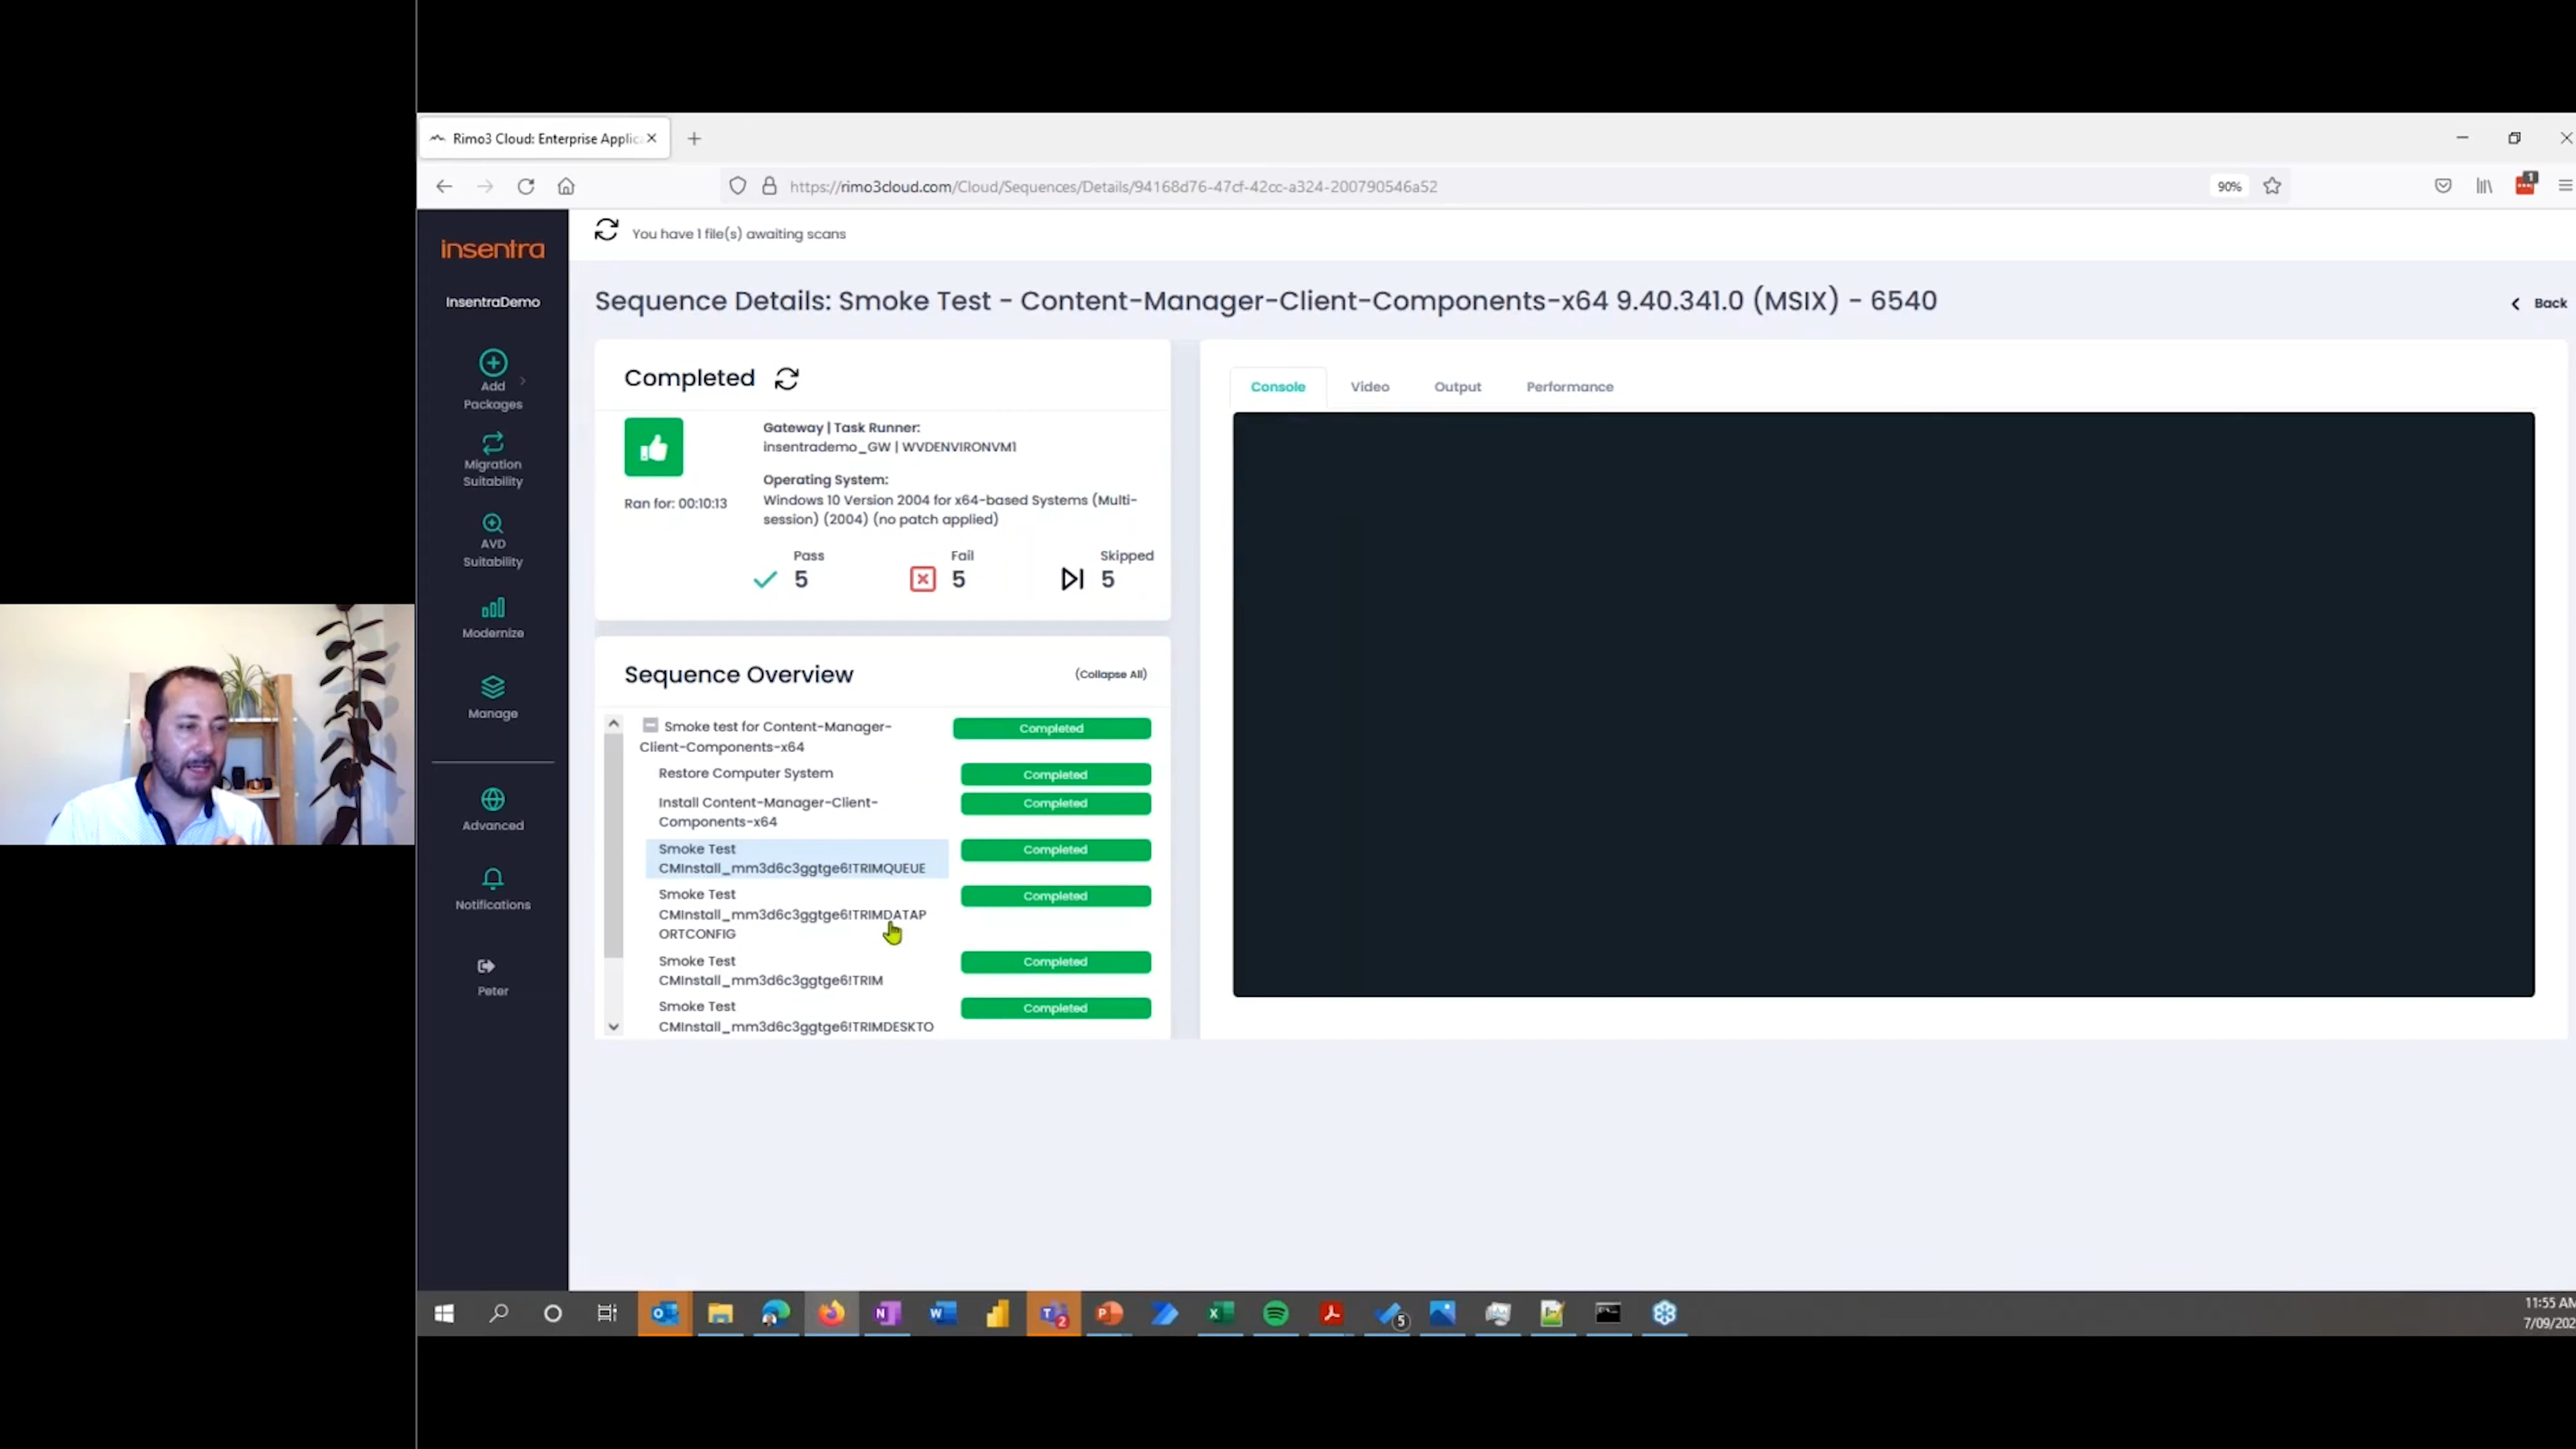 Rimo3 Cloud: Enterprise Applic
https://rimo3cloud.com/Cloud/Sequences/Details/94168d76-47cf-42cc-a324-200790546a52
90%
1
insentra
You have 1 file(s) awaiting scans
InsentraDemo
Sequence Details: Smoke Test - Content-Manager-Client-Components-x64 9.40.341.0 (MSIX) - 6540
Back
Add
Packages
Migration
Suitability
AVD
Suitability
Modernize
Manage
Advanced
Notifications
Peter
Completed
Gateway | Task Runner:
insentrademo_GW | WVDENVIRONVM1
Ran for: 00:10:13
Operating System:
Windows 10 Version 2004 for x64-based Systems (Multi-
session) (2004) (no patch applied)
Pass
5
Fail
5
Skipped
5
Sequence Overview
(Collapse All)
Smoke test for Content-Manager-
Client-Components-x64
Completed
Restore Computer System
Completed
Install Content-Manager-Client-
Components-x64
Completed
Smoke Test
CMInstall_mm3d6c3ggtge6!TRIMQUEUE
Completed
Smoke Test
CMInstall_mm3d6c3ggtge6!TRIMDATAP
ORTCONFIG
Completed
Smoke Test
CMInstall_mm3d6c3ggtge6!TRIM
Completed
Smoke Test
CMInstall_mm3d6c3ggtge6!TRIMDESKTO
Completed
Console
Video
Output
Performance
2
5
11:55 AM
7/09/202